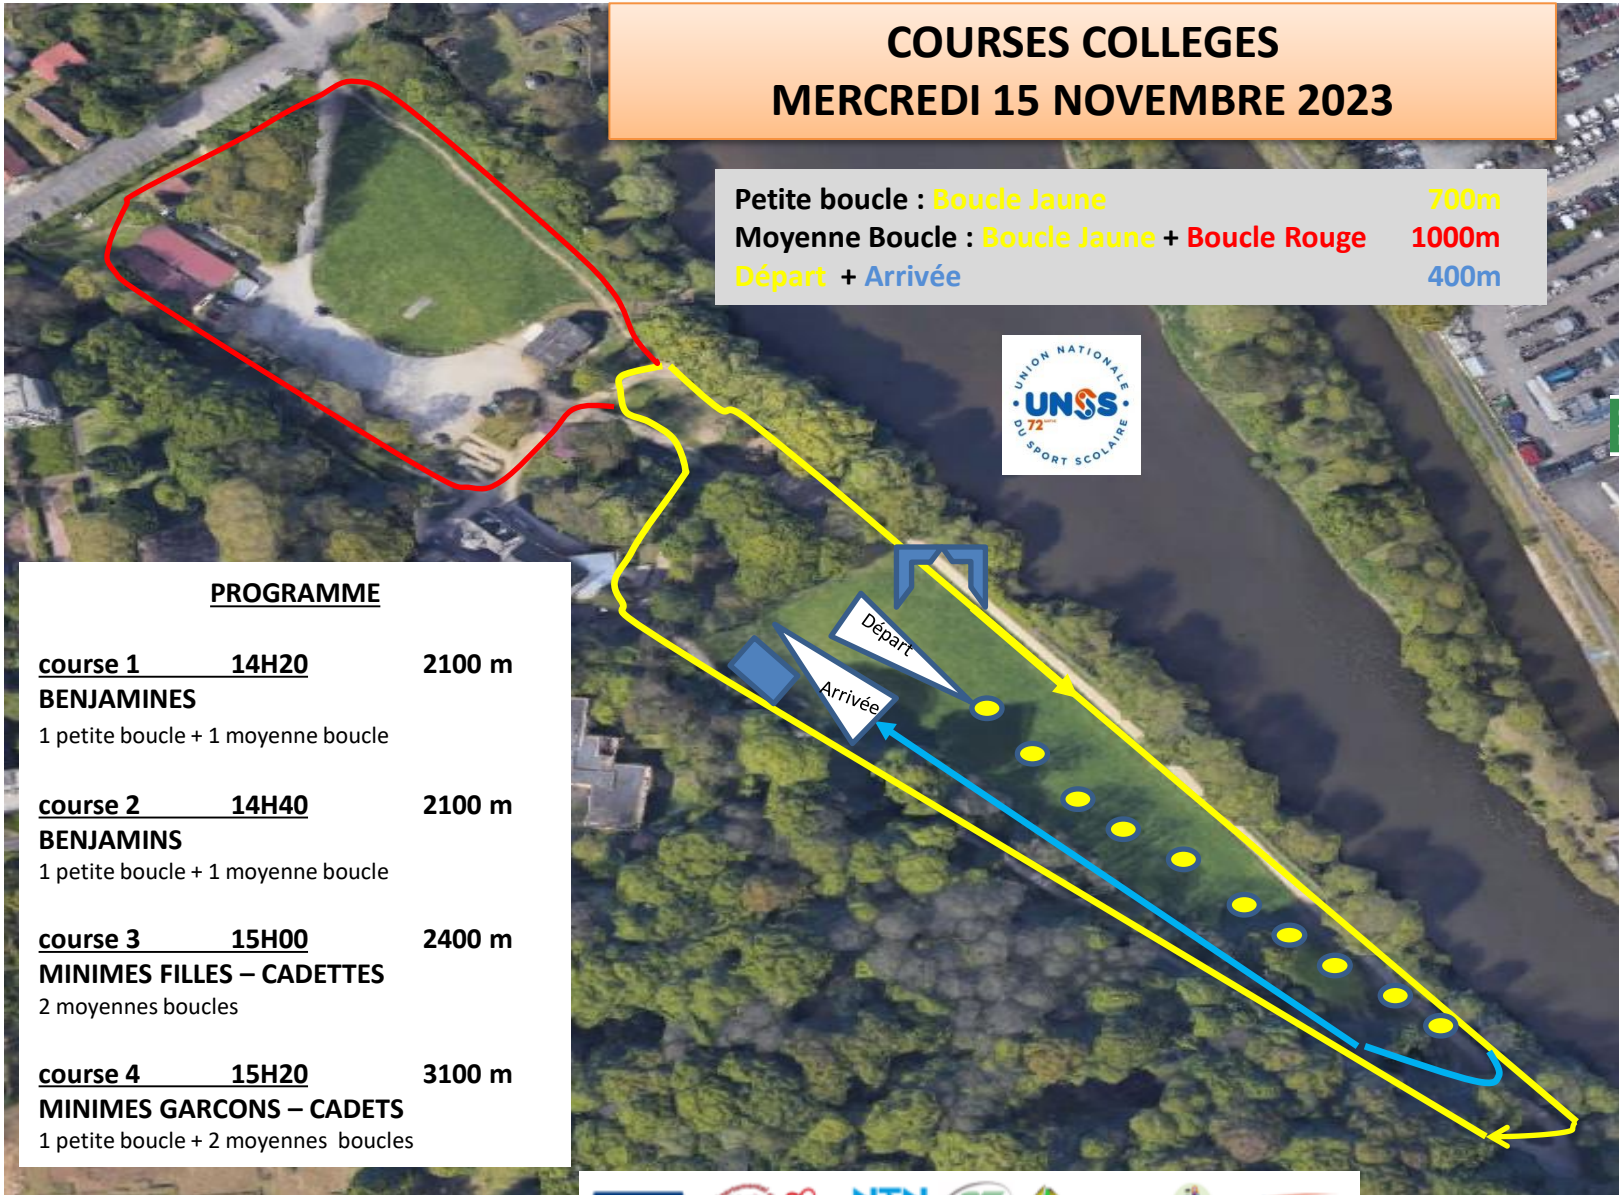 COURSES COLLEGES
MERCREDI 15 NOVEMBRE 2023
Petite boucle : Boucle Jaune 700m
Moyenne Boucle : Boucle Jaune + Boucle Rouge 1000m
Départ + Arrivée 400m
UNION NATIONALE
UNSS
72
DU SPORT SCOLAIRE
Départ
Arrivée
PROGRAMME
course 1 14H20 2100 m
BENJAMINES
1 petite boucle + 1 moyenne boucle
course 2 14H40 2100 m
BENJAMINS
1 petite boucle + 1 moyenne boucle
course 3 15H00 2400 m
MINIMES FILLES – CADETTES
2 moyennes boucles
course 4 15H20 3100 m
MINIMES GARCONS – CADETS
1 petite boucle + 2 moyennes boucles